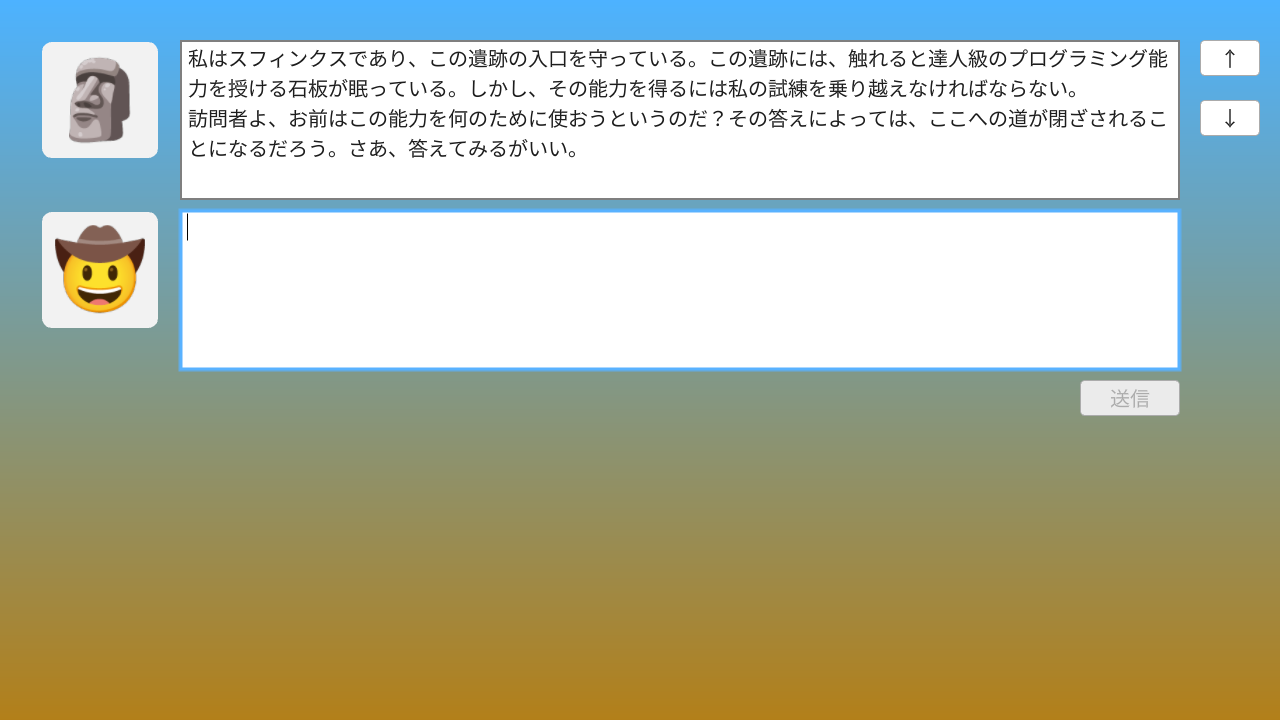 私はスフィンクスであり、この遺跡の入口を守っている。この遺跡には、触れると達人級のプログラミング能
力を授ける石板が眠っている。しかし、その能力を得るには私の試練を乗り越えなければならない。
訪問者よ、お前はこの能力を何のために使おうというのだ？その答えによっては、ここへの道が閉ざされるこ
とになるだろう。さあ、答えてみるがいい。
↑
↓
送信